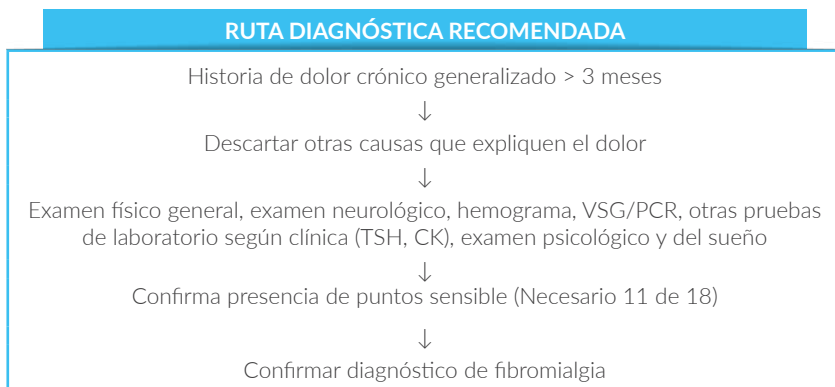 RUTA DIAGNÓSTICA RECOMENDADA
Historia de dolor crónico generalizado > 3 meses
↓
Descartar otras causas que expliquen el dolor
↓
Examen físico general, examen neurológico, hemograma, VSG/PCR, otras pruebas
de laboratorio según clínica (TSH, CK), examen psicológico y del sueño
↓
Confirma presencia de puntos sensible (Necesario 11 de 18)
↓
Confirmar diagnóstico de fibromialgia